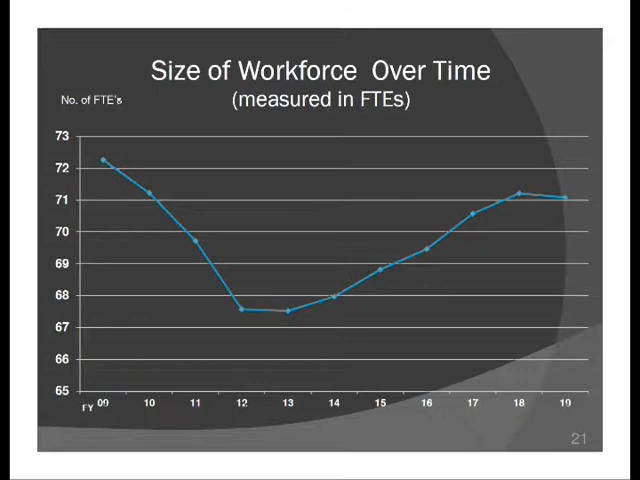 Size of Workforce Over Time
(measured in FTEs)
No. of FTE's
73
72
71
70
69
68
67
66
65
FY 09 10 11 12 13 14 15 16 17 18 19
21